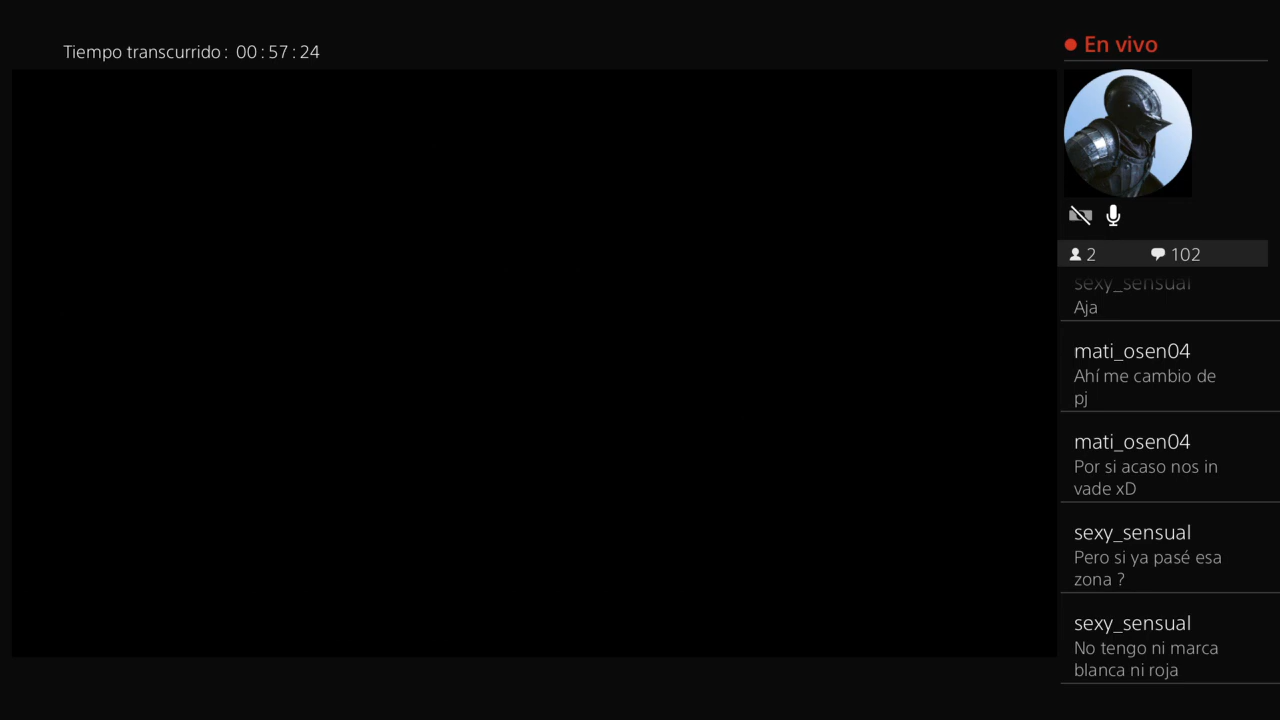 Tiempo transcurrido : 00 : 57 : 24
En vivo
2 102
sexy_sensual
Aja
mati_osen04
Ahí me cambio de
pj
mati_osen04
Por si acaso nos in
vade xD
sexy_sensual
Pero si ya pasé esa
zona ?
sexy_sensual
No tengo ni marca
blanca ni roja